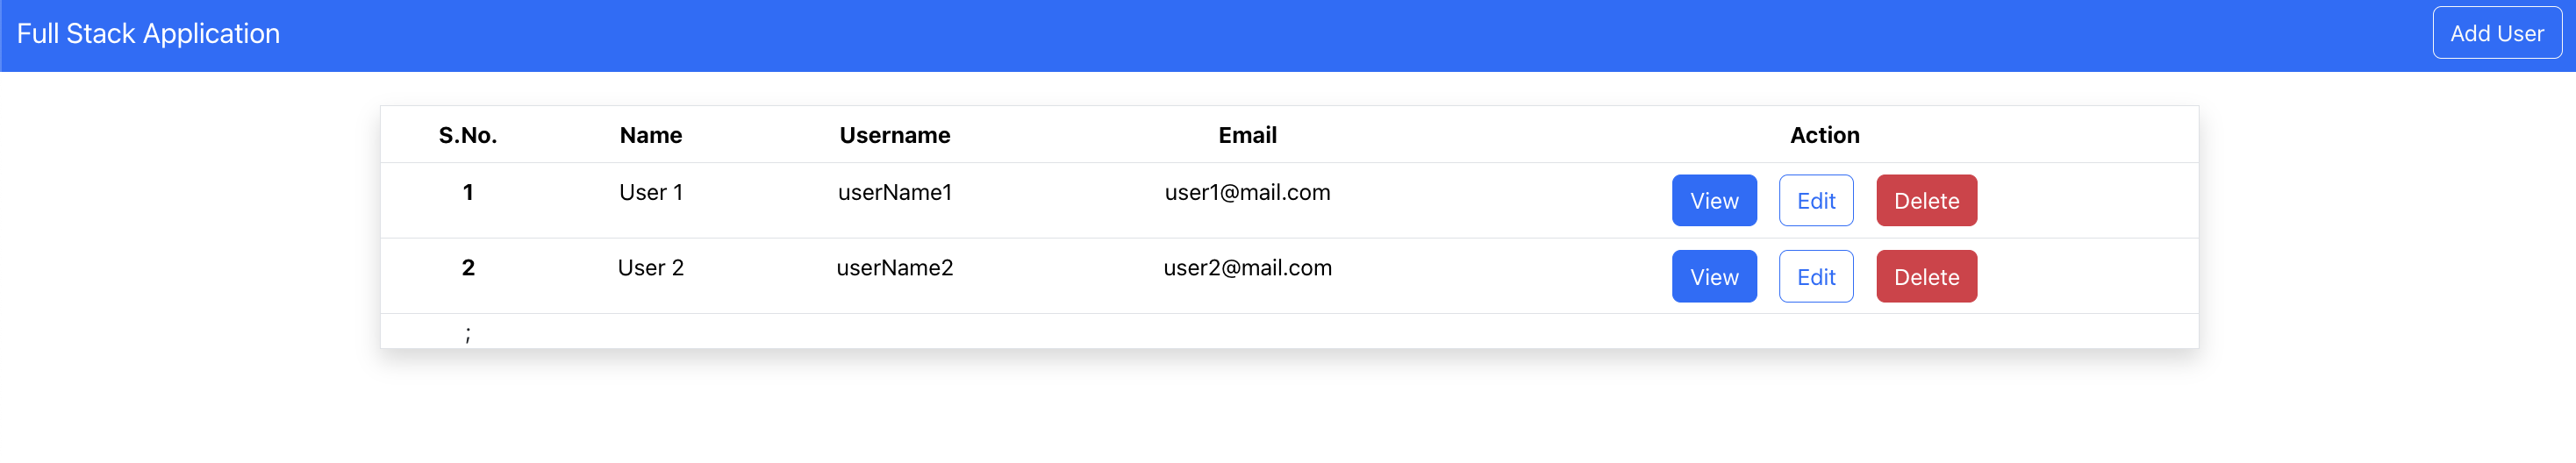 Full Stack Application Add User
S.No. Name Username Email Action
1 User 1 userName1 user1@mail.com View Edit Delete
2 User 2 userName2 user2@mail.com View Edit Delete
;